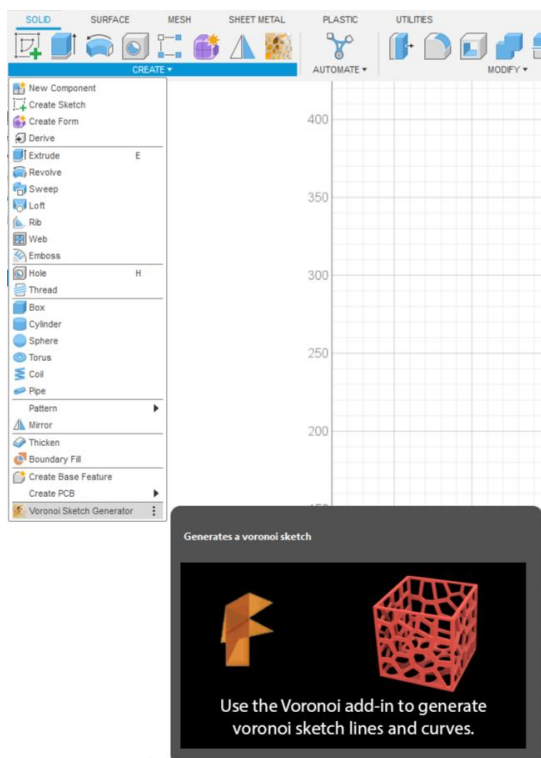 SOLID SURFACE MESH SHEET METAL PLASTIC UTILITIES
CREATE AUTOMATE MODIFY
New Component
Create Sketch
Create Form
Derive
Extrude E
Revolve
Sweep
Loft
Rib
Web
Emboss
Hole H
Thread
Box
Cylinder
Sphere
Torus
Coil
Pipe
Pattern
Mirror
Thicken
Boundary Fill
Create Base Feature
Create PCB
Voronoi Sketch Generator
400
350
300
250
200
Generates a voronoi sketch
Use the Voronoi add-in to generate
voronoi sketch lines and curves.